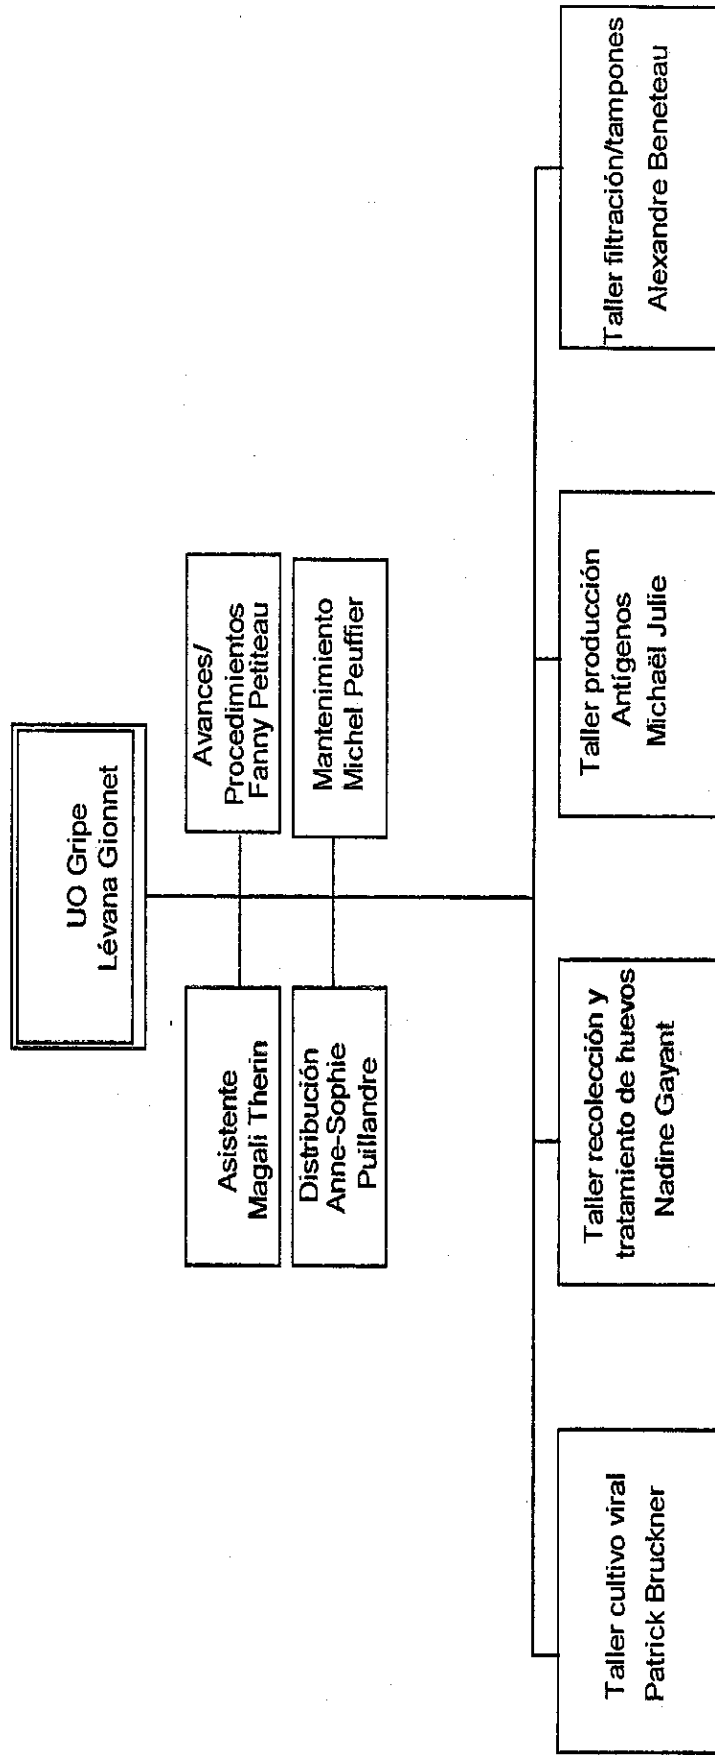 UO Gripe
Lévana Gionnet
Asistente
Magali Therin
Avances/
Procedimientos
Fanny Petiteau
Distribución
Anne-Sophie
Puillandre
Mantenimiento
Michel Peuffier
Taller cultivo viral
Patrick Bruckner
Taller recolección y
tratamiento de huevos
Nadine Gayant
Taller producción
Antígenos
Michaël Julie
Taller filtración/tampones
Alexandre Beneteau